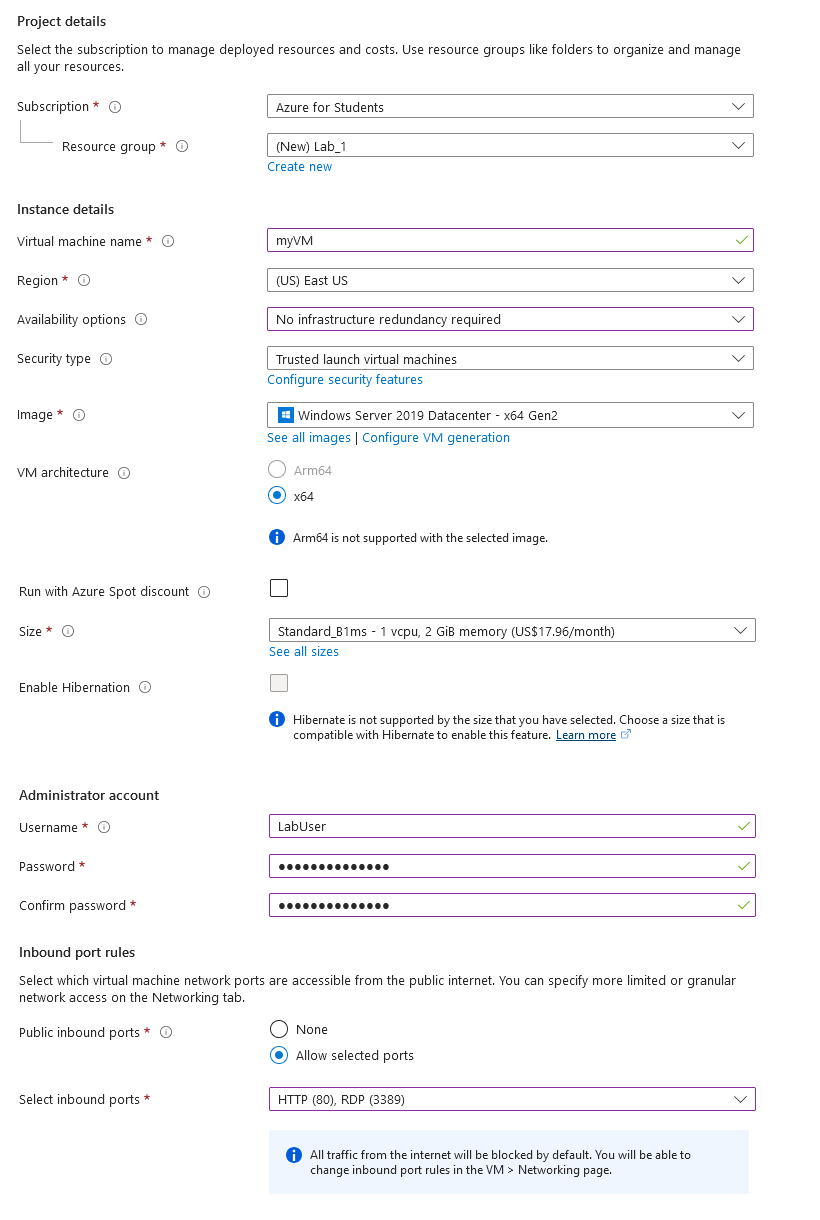 Project details
Select the subscription to manage deployed resources and costs. Use resource groups like folders to organize and manage
all your resources.
Subscription *
Azure for Students
Resource group *
(New) Lab_1
Create new
Instance details
Virtual machine name *
myVM
Region *
(US) East US
Availability options
No infrastructure redundancy required
Security type
Trusted launch virtual machines
Configure security features
Image *
Windows Server 2019 Datacenter - x64 Gen2
See all images | Configure VM generation
VM architecture
Arm64
x64
Arm64 is not supported with the selected image.
Run with Azure Spot discount
Size *
Standard_B1ms - 1 vcpu, 2 GiB memory (US$17.96/month)
See all sizes
Enable Hibernation
Hibernate is not supported by the size that you have selected. Choose a size that is
compatible with Hibernate to enable this feature. Learn more
Administrator account
Username *
LabUser
Password *
●●●●●●●●●●●●●●
Confirm password *
●●●●●●●●●●●●●●
Inbound port rules
Select which virtual machine network ports are accessible from the public internet. You can specify more limited or granular
network access on the Networking tab.
Public inbound ports *
None
Allow selected ports
Select inbound ports *
HTTP (80), RDP (3389)
All traffic from the internet will be blocked by default. You will be able to
change inbound port rules in the VM > Networking page.